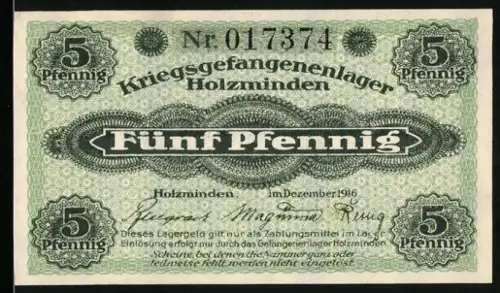 5 Nr. 017374 5
Pfennig Pfennig
Kriegsgefangenenlager
Holzminden
Fünf Pfennig
Holzminden, im Dezember 1916
5 5
Pfennig Pfennig
Dieses Lagergeld gilt nur als Zahlungsmittel im Lager
Einlösung erfolgt nur durch das Gefangenenlager Holzminden
Scheine, bei denen die Nummer ganz oder
teilweise fehlt, werden nicht eingelöst.